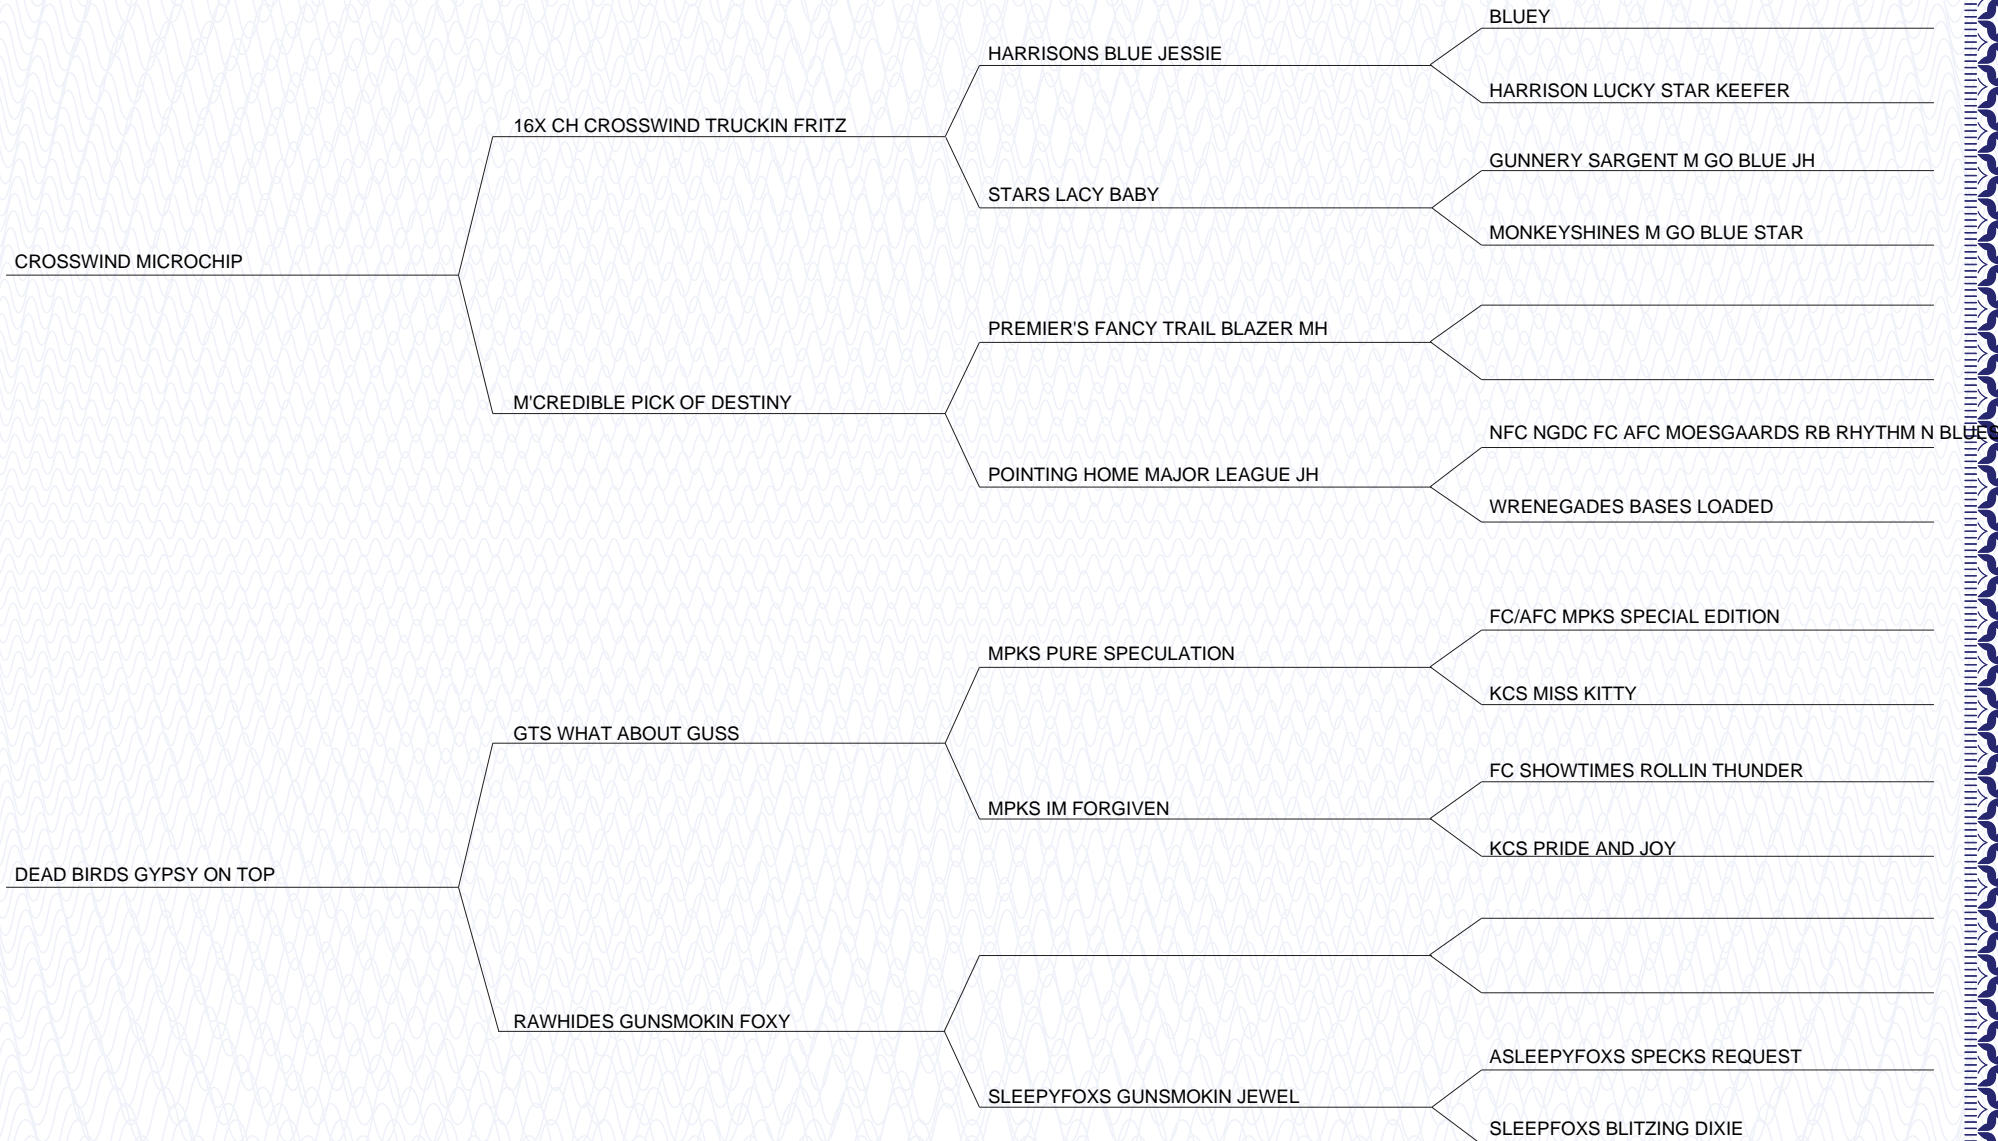 BLUEY
HARRISONS BLUE JESSIE
HARRISON LUCKY STAR KEEFER
16X CH CROSSWIND TRUCKIN FRITZ
GUNNERY SARGENT M GO BLUE JH
STARS LACY BABY
MONKEYSHINES M GO BLUE STAR
CROSSWIND MICROCHIP
PREMIER'S FANCY TRAIL BLAZER MH
M'CREDIBLE PICK OF DESTINY
NFC NGDC FC AFC MOESGAARDS RB RHYTHM N BLUES
POINTING HOME MAJOR LEAGUE JH
WRENEGADES BASES LOADED
FC/AFC MPKS SPECIAL EDITION
MPKS PURE SPECULATION
KCS MISS KITTY
GTS WHAT ABOUT GUSS
FC SHOWTIMES ROLLIN THUNDER
MPKS IM FORGIVEN
KCS PRIDE AND JOY
DEAD BIRDS GYPSY ON TOP
RAWHIDES GUNSMOKIN FOXY
ASLEEPYFOXS SPECKS REQUEST
SLEEPYFOXS GUNSMOKIN JEWEL
SLEEPFOXS BLITZING DIXIE